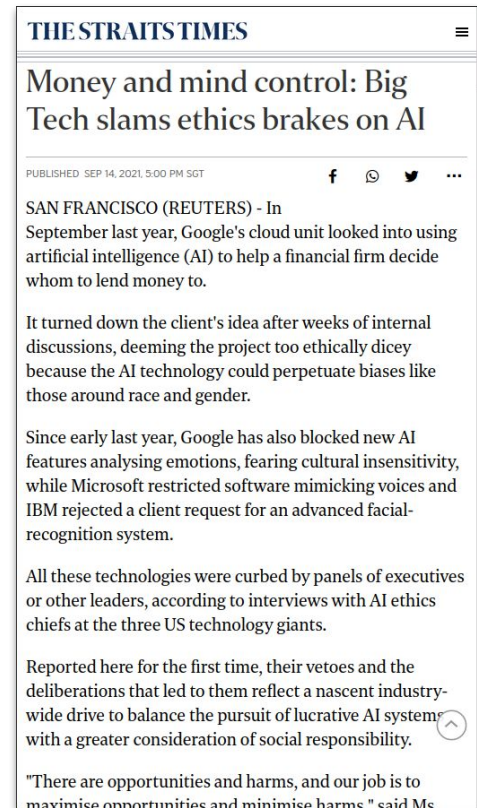 THE STRAITS TIMES
Money and mind control: Big
Tech slams ethics brakes on AI
PUBLISHED SEP 14, 2021, 5:00 PM SGT
SAN FRANCISCO (REUTERS) - In
September last year, Google's cloud unit looked into using
artificial intelligence (AI) to help a financial firm decide
whom to lend money to.
It turned down the client's idea after weeks of internal
discussions, deeming the project too ethically dicey
because the AI technology could perpetuate biases like
those around race and gender.
Since early last year, Google has also blocked new AI
features analysing emotions, fearing cultural insensitivity,
while Microsoft restricted software mimicking voices and
IBM rejected a client request for an advanced facial-
recognition system.
All these technologies were curbed by panels of executives
or other leaders, according to interviews with AI ethics
chiefs at the three US technology giants.
Reported here for the first time, their vetoes and the
deliberations that led to them reflect a nascent industry-
wide drive to balance the pursuit of lucrative AI systems
with a greater consideration of social responsibility.
"There are opportunities and harms, and our job is to
maximise opportunities and minimise harms," said Ms